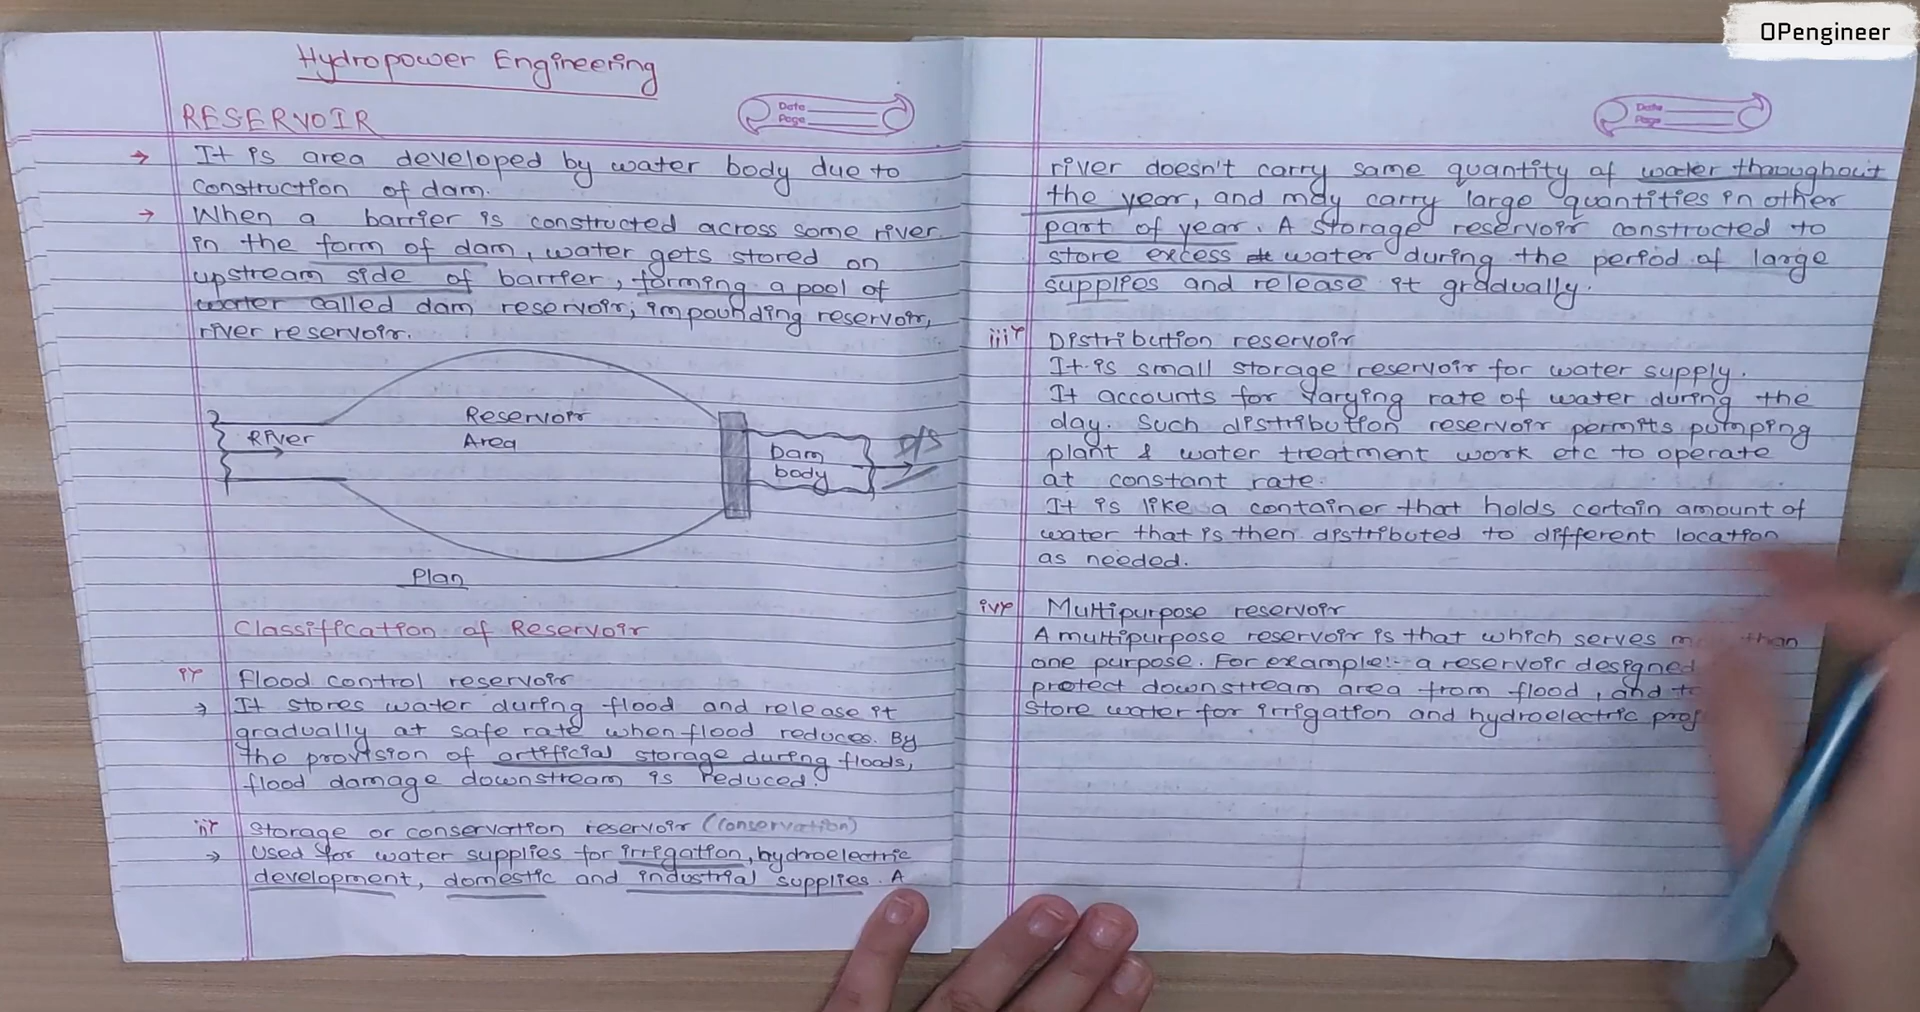 OPengineer
Hydropower Engineering
RESERVOIR
Date
Page
→ It is area developed by water body due to
construction of dam.
→ When a barrier is constructed across some river
in the form of dam, water gets stored on
upstream side of barrier, forming a pool of
water called dam reservoir, impounding reservoir,
river reservoir.
River
Reservoir
Area
Dam
body
D/S
Plan
Classification of Reservoir
i) Flood control reservoir
→ It stores water during flood and release it
gradually at safe rate when flood reduces. By
the provision of artificial storage during floods,
flood damage downstream is reduced.
ii) Storage or conservation reservoir (Conservation)
→ Used for water supplies for irrigation, hydroelectric
development, domestic and industrial supplies. A
Date
Page
river doesn't carry same quantity of water throughout
the year, and may carry large quantities in other
part of year. A storage reservoir constructed to
store excess water during the period of large
supplies and release it gradually.
iii) Distribution reservoir
It is small storage reservoir for water supply.
It accounts for varying rate of water during the
day. Such distribution reservoir permits pumping
plant & water treatment work etc to operate
at constant rate.
It is like a container that holds certain amount of
water that is then distributed to different location
as needed.
iv) Multipurpose reservoir
A multipurpose reservoir is that which serves than
one purpose. For example:- a reservoir designed
protect downstream area from flood, and
store water for irrigation and hydroelectric